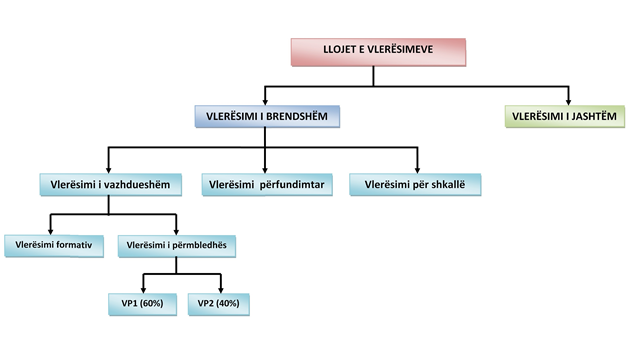 LLOJET E VLERËSIMEVE
VLERËSIMI I BRENDSHËM
VLERËSIMI I JASHTËM
Vlerësimi i vazhdueshëm
Vlerësimi përfundimtar
Vlerësimi për shkallë
Vlerësimi formativ
Vlerësimi i përmbledhës
VP1 (60%)
VP2 (40%)